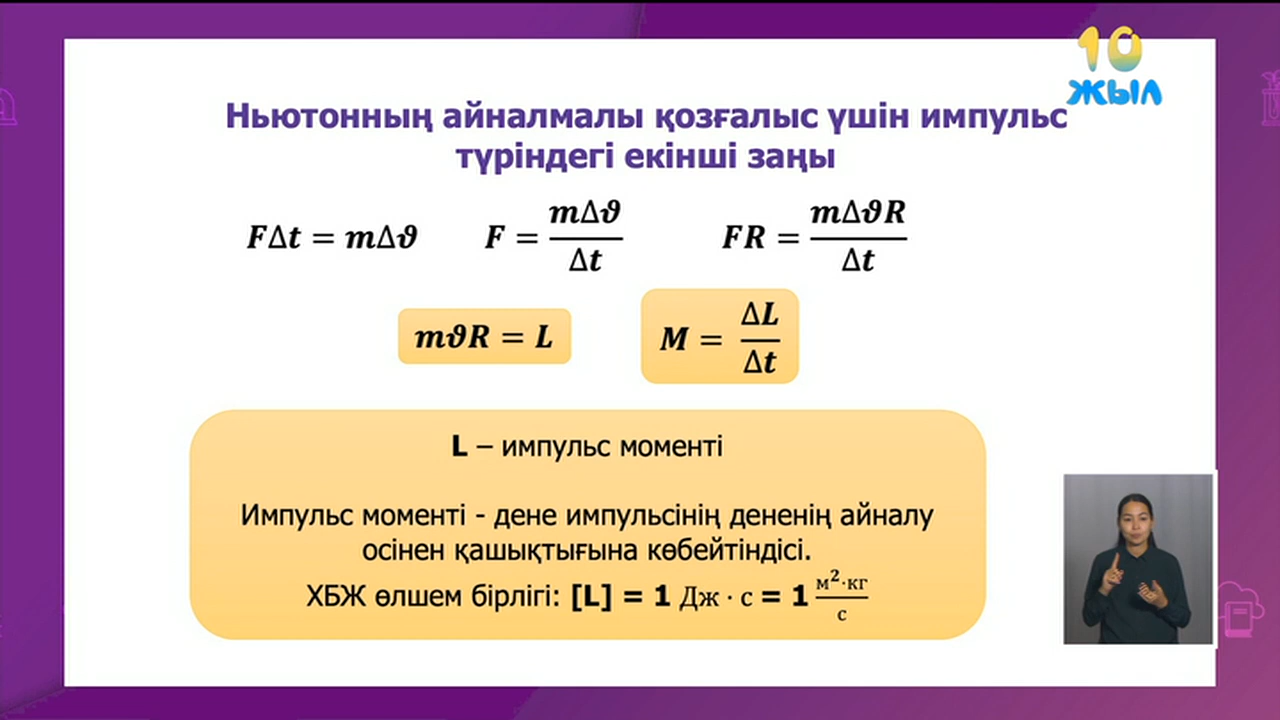 10
ЖЫЛ
Ньютонның айналмалы қозғалыс үшін импульс
түріндегі екінші заңы
FΔt = mΔϑ   F = mΔϑ/Δt   FR = mΔϑR/Δt
mϑR = L   M = ΔL/Δt
L – импульс моменті
Импульс моменті - дене импульсінің дененің айналу
осінен қашықтығына көбейтіндісі.
ХБЖ өлшем бірлігі: [L] = 1 Дж · с = 1 м²·кг/с